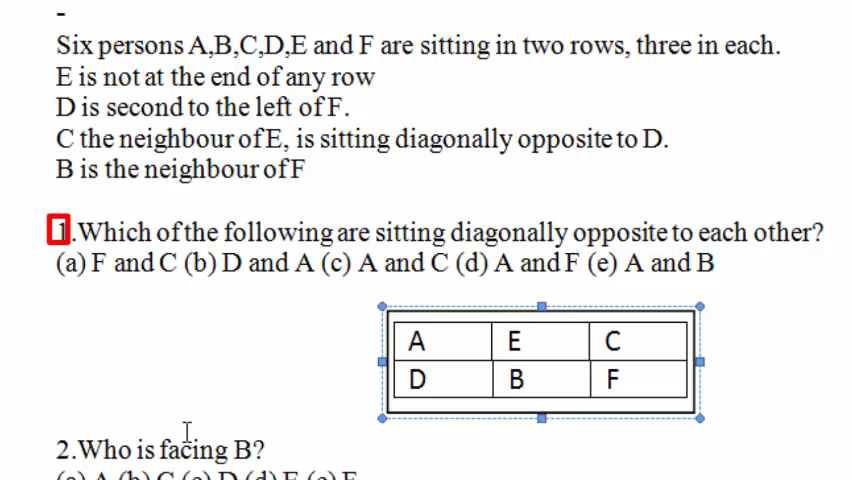 -
Six persons A,B,C,D,E and F are sitting in two rows, three in each.
E is not at the end of any row
D is second to the left of F.
C the neighbour of E, is sitting diagonally opposite to D.
B is the neighbour of F
1.Which of the following are sitting diagonally opposite to each other?
(a) F and C (b) D and A (c) A and C (d) A and F (e) A and B
A E C
D B F
2.Who is facing B?
(a) A (b) C (c) D (d) E (e) F